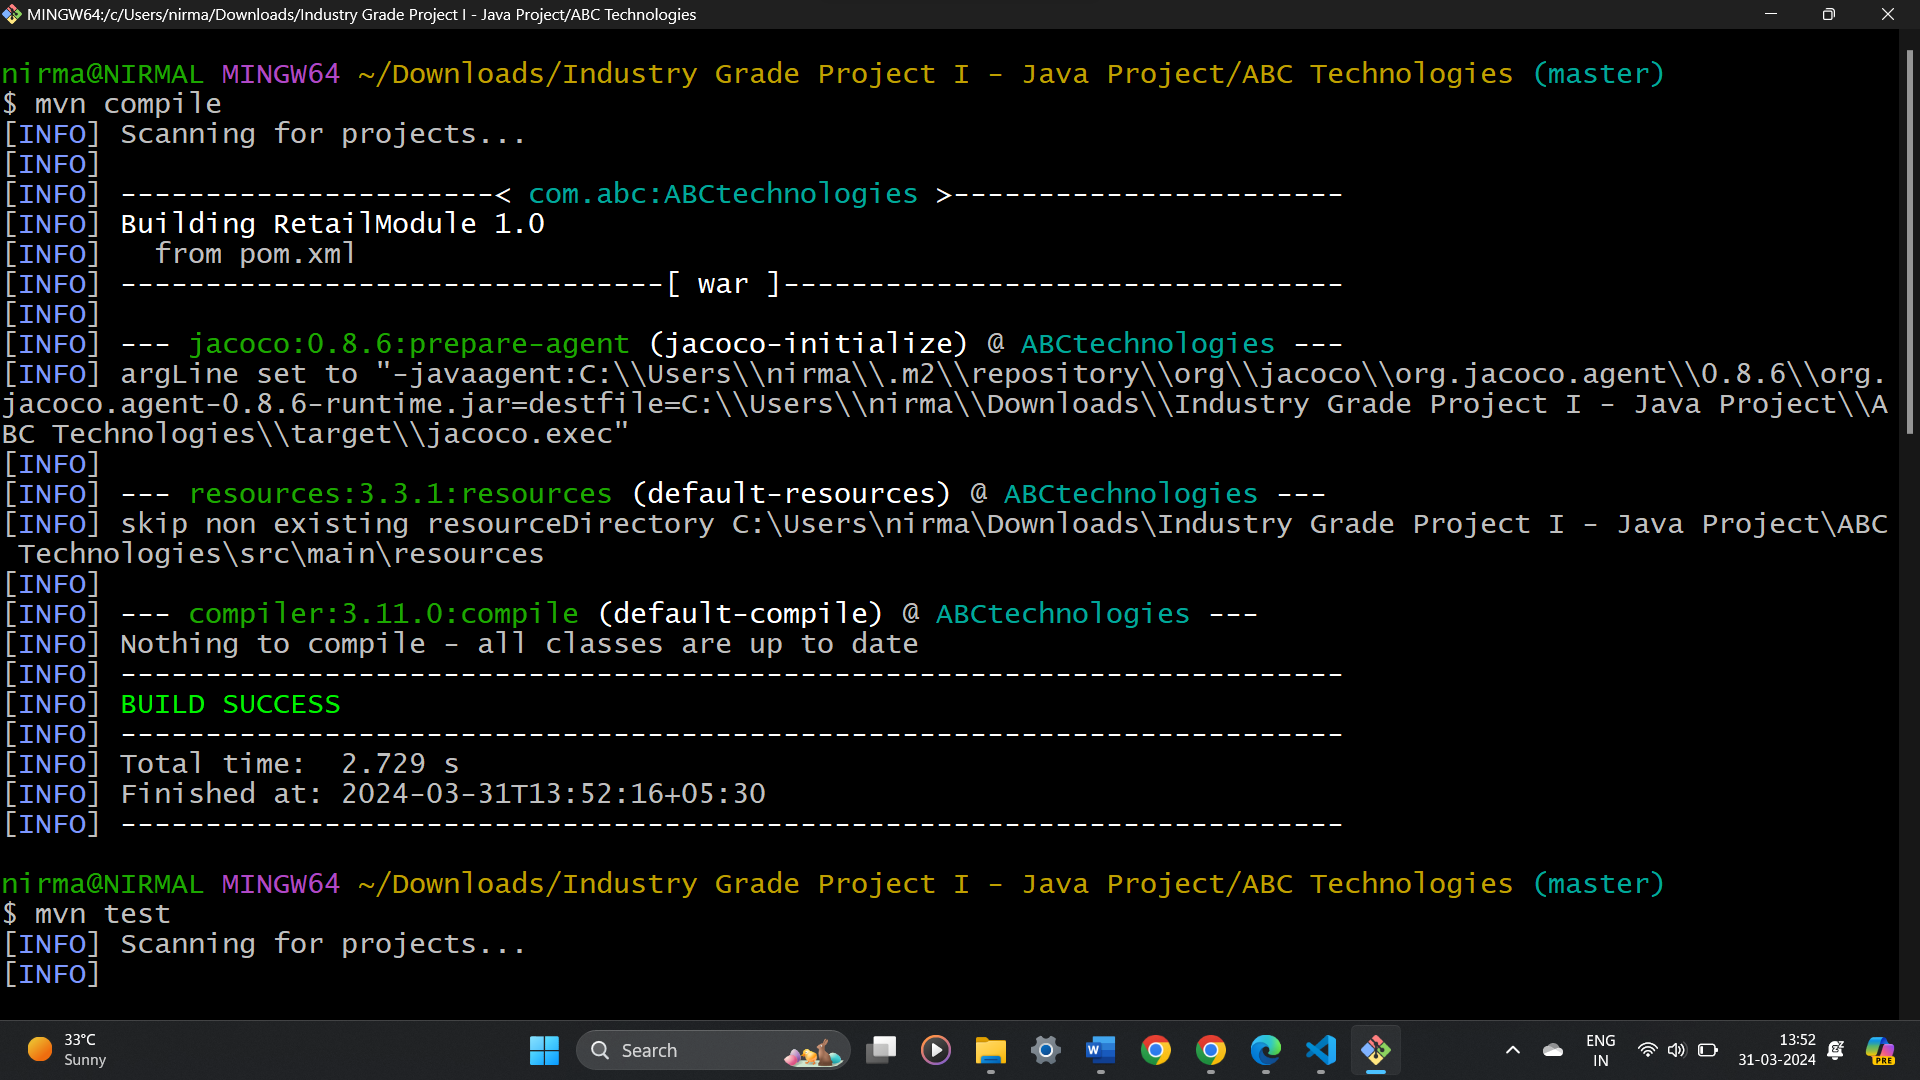 MINGW64:/c/Users/nirma/Downloads/Industry Grade Project I - Java Project/ABC Technologies
nirma@NIRMAL MINGW64 ~/Downloads/Industry Grade Project I - Java Project/ABC Technologies (master)
$ mvn compile
[INFO] Scanning for projects...
[INFO]
[INFO] ----------------------< com.abc:ABCtechnologies >-----------------------
[INFO] Building RetailModule 1.0
[INFO]   from pom.xml
[INFO] --------------------------------[ war ]---------------------------------
[INFO]
[INFO] --- jacoco:0.8.6:prepare-agent (jacoco-initialize) @ ABCtechnologies ---
[INFO] argLine set to "-javaagent:C:\\Users\\nirma\\.m2\\repository\\org\\jacoco\\org.jacoco.agent\\0.8.6\\org.
jacoco.agent-0.8.6-runtime.jar=destfile=C:\\Users\\nirma\\Downloads\\Industry Grade Project I - Java Project\\A
BC Technologies\\target\\jacoco.exec"
[INFO]
[INFO] --- resources:3.3.1:resources (default-resources) @ ABCtechnologies ---
[INFO] skip non existing resourceDirectory C:\Users\nirma\Downloads\Industry Grade Project I - Java Project\ABC
 Technologies\src\main\resources
[INFO]
[INFO] --- compiler:3.11.0:compile (default-compile) @ ABCtechnologies ---
[INFO] Nothing to compile - all classes are up to date
[INFO] ------------------------------------------------------------------------
[INFO] BUILD SUCCESS
[INFO] ------------------------------------------------------------------------
[INFO] Total time:  2.729 s
[INFO] Finished at: 2024-03-31T13:52:16+05:30
[INFO] ------------------------------------------------------------------------
nirma@NIRMAL MINGW64 ~/Downloads/Industry Grade Project I - Java Project/ABC Technologies (master)
$ mvn test
[INFO] Scanning for projects...
[INFO]
33°C
Sunny
Search
W
PRE
ENG
IN
13:52
31-03-2024